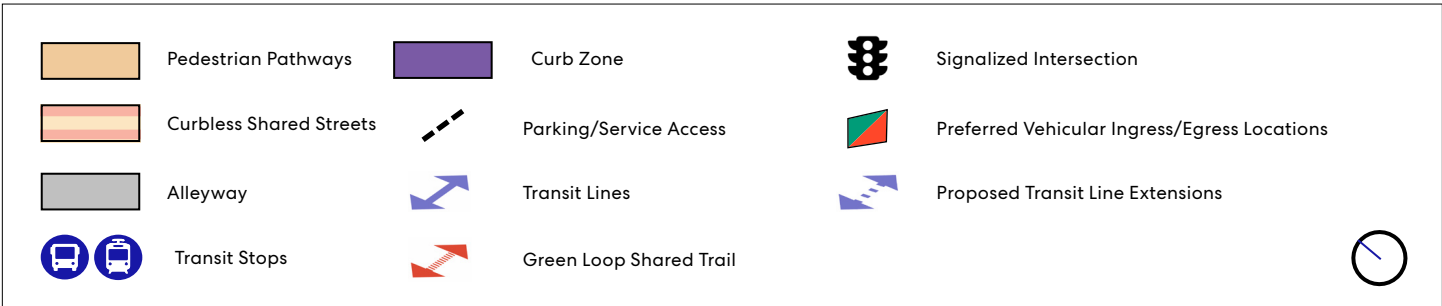 Pedestrian Pathways
Curb Zone
Signalized Intersection
Curbless Shared Streets
Parking/Service Access
Preferred Vehicular Ingress/Egress Locations
Alleyway
Transit Lines
Proposed Transit Line Extensions
Transit Stops
Green Loop Shared Trail